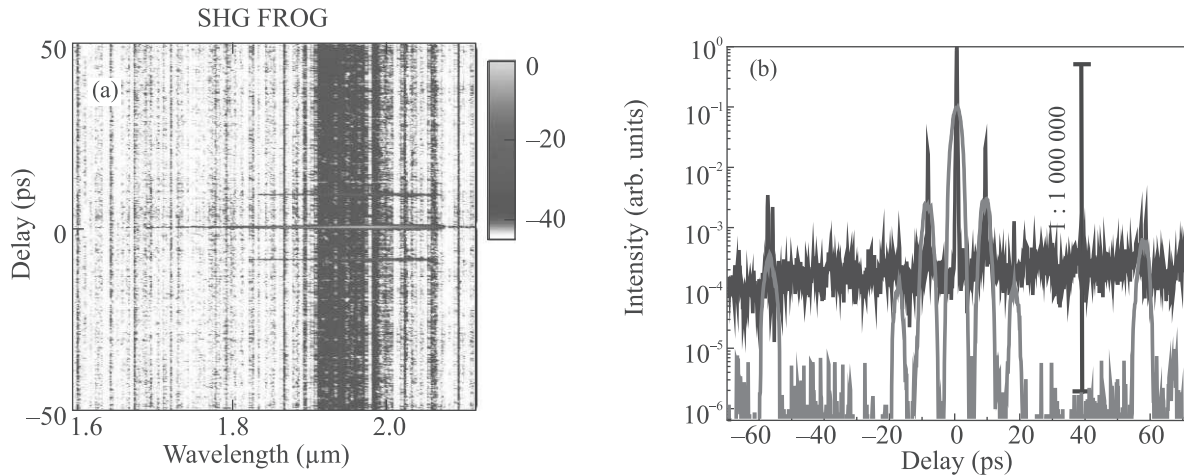 SHG FROG
50
0
–50
Delay (ps)
(a)
1.6
1.8
2.0
Wavelength (µm)
0
–20
–40
(b)
10⁰
10⁻¹
10⁻²
10⁻³
10⁻⁴
10⁻⁵
10⁻⁶
Intensity (arb. units)
1 : 1 000 000
–60
–40
–20
0
20
40
60
Delay (ps)